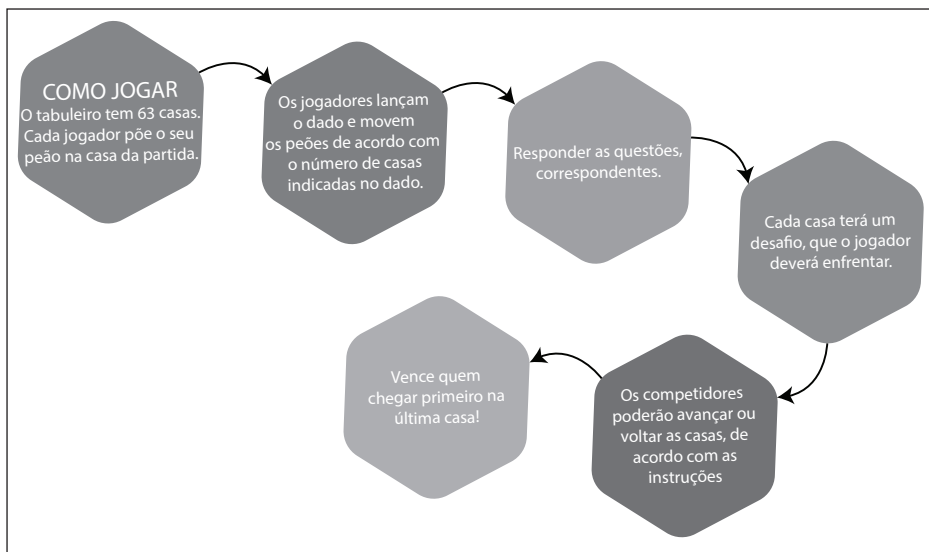 COMO JOGAR
O tabuleiro tem 63 casas.
Cada jogador põe o seu
peão na casa da partida.
Os jogadores lançam
o dado e movem
os peões de acordo com
o número de casas
indicadas no dado.
Responder as questões,
correspondentes.
Cada casa terá um
desafio, que o jogador
deverá enfrentar.
Os competidores
poderão avançar ou
voltar as casas, de
acordo com as
instruções
Vence quem
chegar primeiro na
última casa!